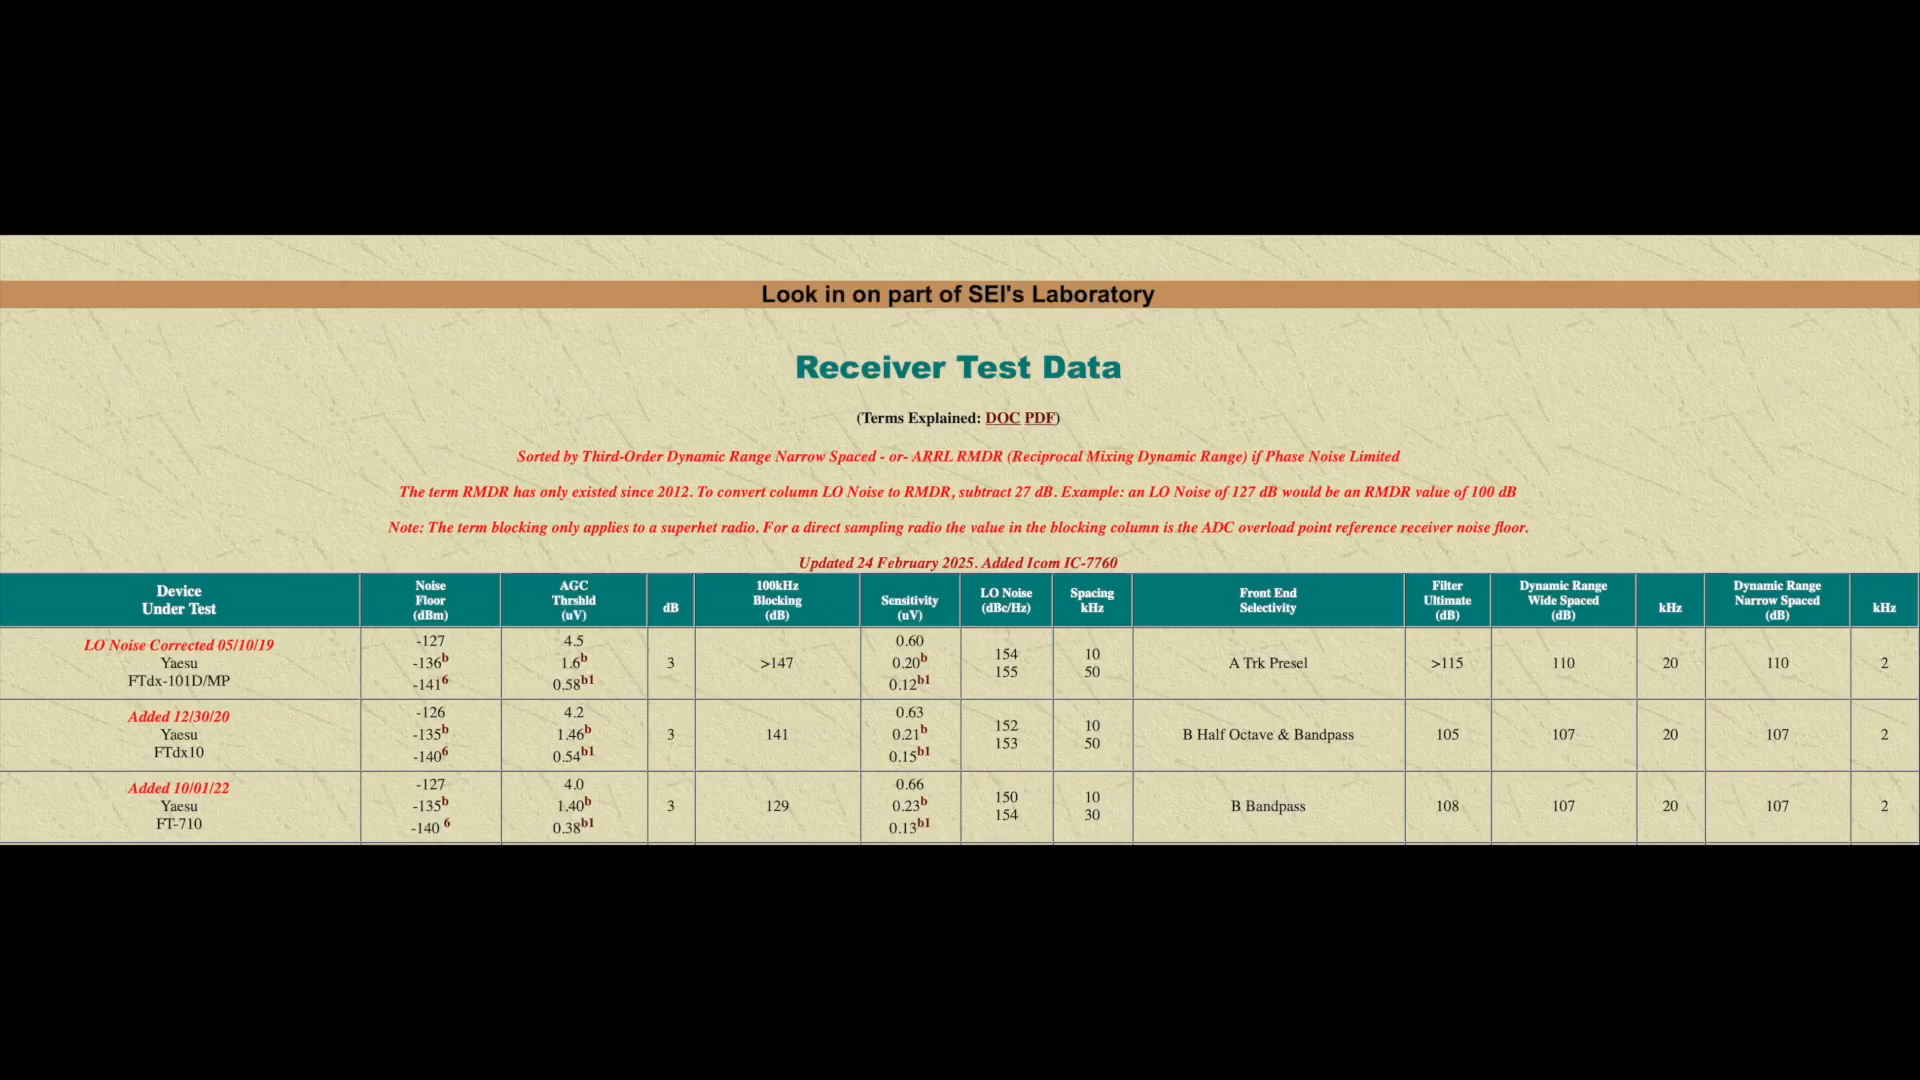 Look in on part of SEI's Laboratory
Receiver Test Data
(Terms Explained: DOC PDF)
Sorted by Third-Order Dynamic Range Narrow Spaced - or- ARRL RMDR (Reciprocal Mixing Dynamic Range) if Phase Noise Limited
The term RMDR has only existed since 2012. To convert column LO Noise to RMDR, subtract 27 dB. Example: an LO Noise of 127 dB would be an RMDR value of 100 dB
Note: The term blocking only applies to a superhet radio. For a direct sampling radio the value in the blocking column is the ADC overload point reference receiver noise floor.
Updated 24 February 2025. Added Icom IC-7760
Device
Under Test
Noise
Floor
(dBm)
AGC
Thrshld
(uV)
dB
100kHz
Blocking
(dB)
Sensitivity
(uV)
LO Noise
(dBc/Hz)
Spacing
kHz
Front End
Selectivity
Filter
Ultimate
(dB)
Dynamic Range
Wide Spaced
(dB)
kHz
Dynamic Range
Narrow Spaced
(dB)
kHz
LO Noise Corrected 05/10/19
Yaesu
FTdx-101D/MP
-127
-136b
-1416
4.5
1.6b
0.58b1
3
>147
0.60
0.20b
0.12b1
154
155
10
50
A Trk Presel
>115
110
20
110
2
Added 12/30/20
Yaesu
FTdx10
-126
-135b
-1406
4.2
1.46b
0.54b1
3
141
0.63
0.21b
0.15b1
152
153
10
50
B Half Octave & Bandpass
105
107
20
107
2
Added 10/01/22
Yaesu
FT-710
-127
-135b
-140 6
4.0
1.40b
0.38b1
3
129
0.66
0.23b
0.13b1
150
154
10
30
B Bandpass
108
107
20
107
2